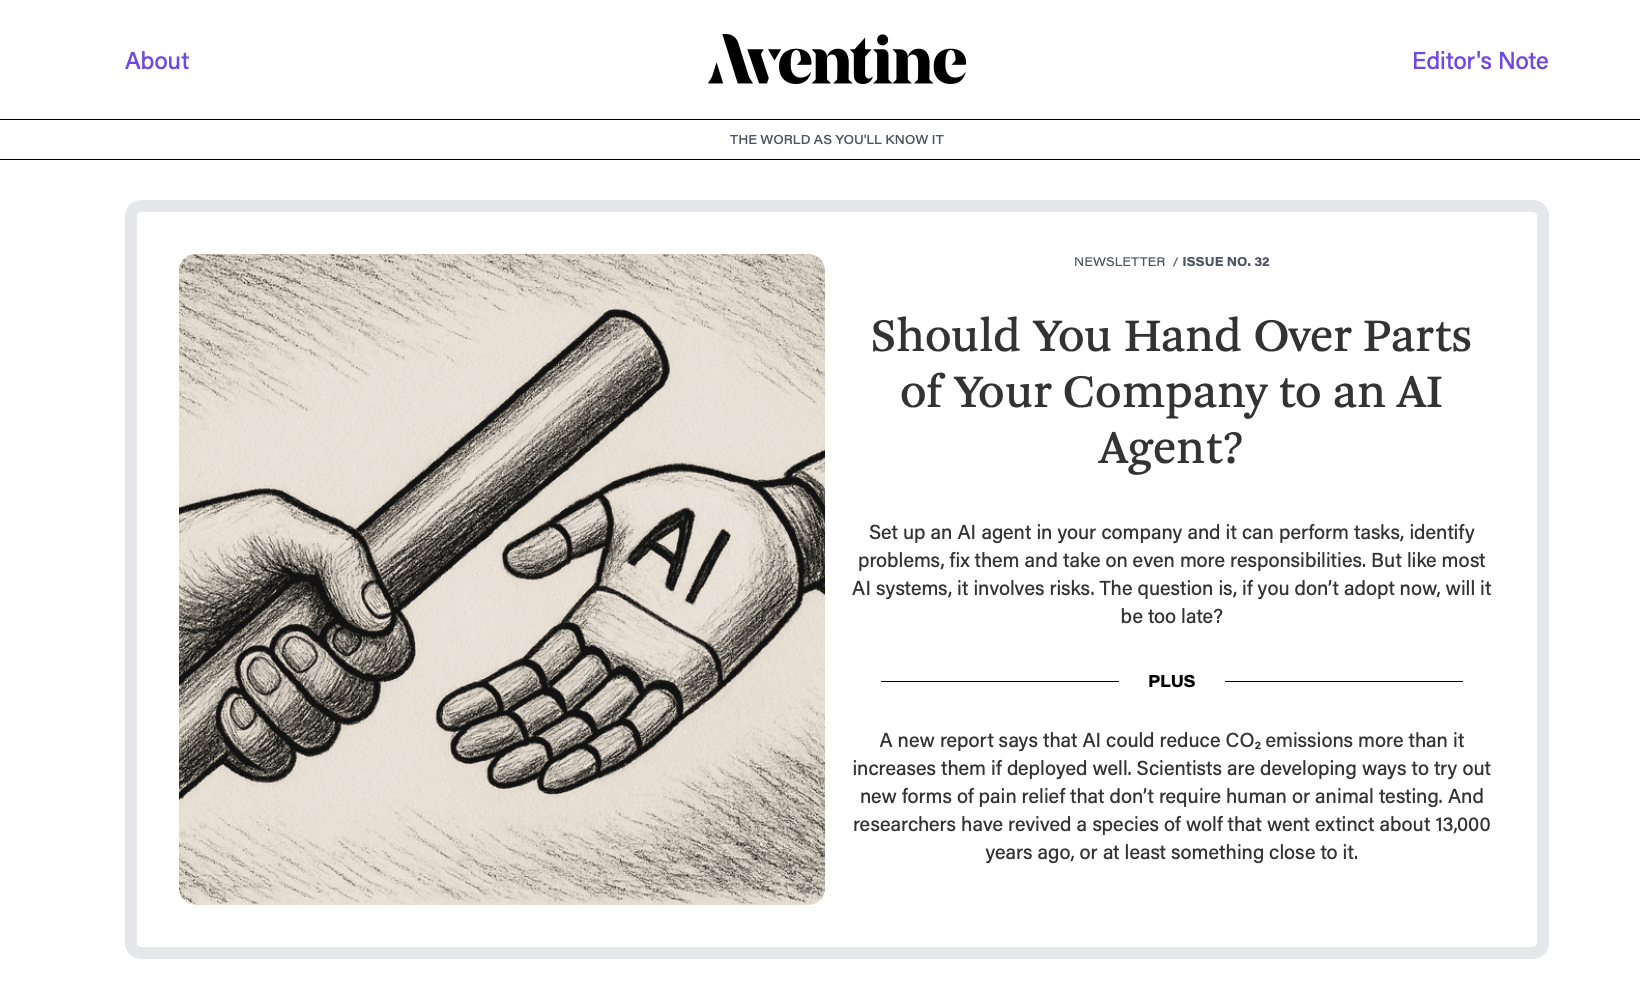 About
Aventine
Editor's Note
THE WORLD AS YOU'LL KNOW IT
NEWSLETTER / ISSUE NO. 32
Should You Hand Over Parts
of Your Company to an AI
Agent?
AI
Set up an AI agent in your company and it can perform tasks, identify
problems, fix them and take on even more responsibilities. But like most
AI systems, it involves risks. The question is, if you don’t adopt now, will it
be too late?
PLUS
A new report says that AI could reduce CO₂ emissions more than it
increases them if deployed well. Scientists are developing ways to try out
new forms of pain relief that don’t require human or animal testing. And
researchers have revived a species of wolf that went extinct about 13,000
years ago, or at least something close to it.